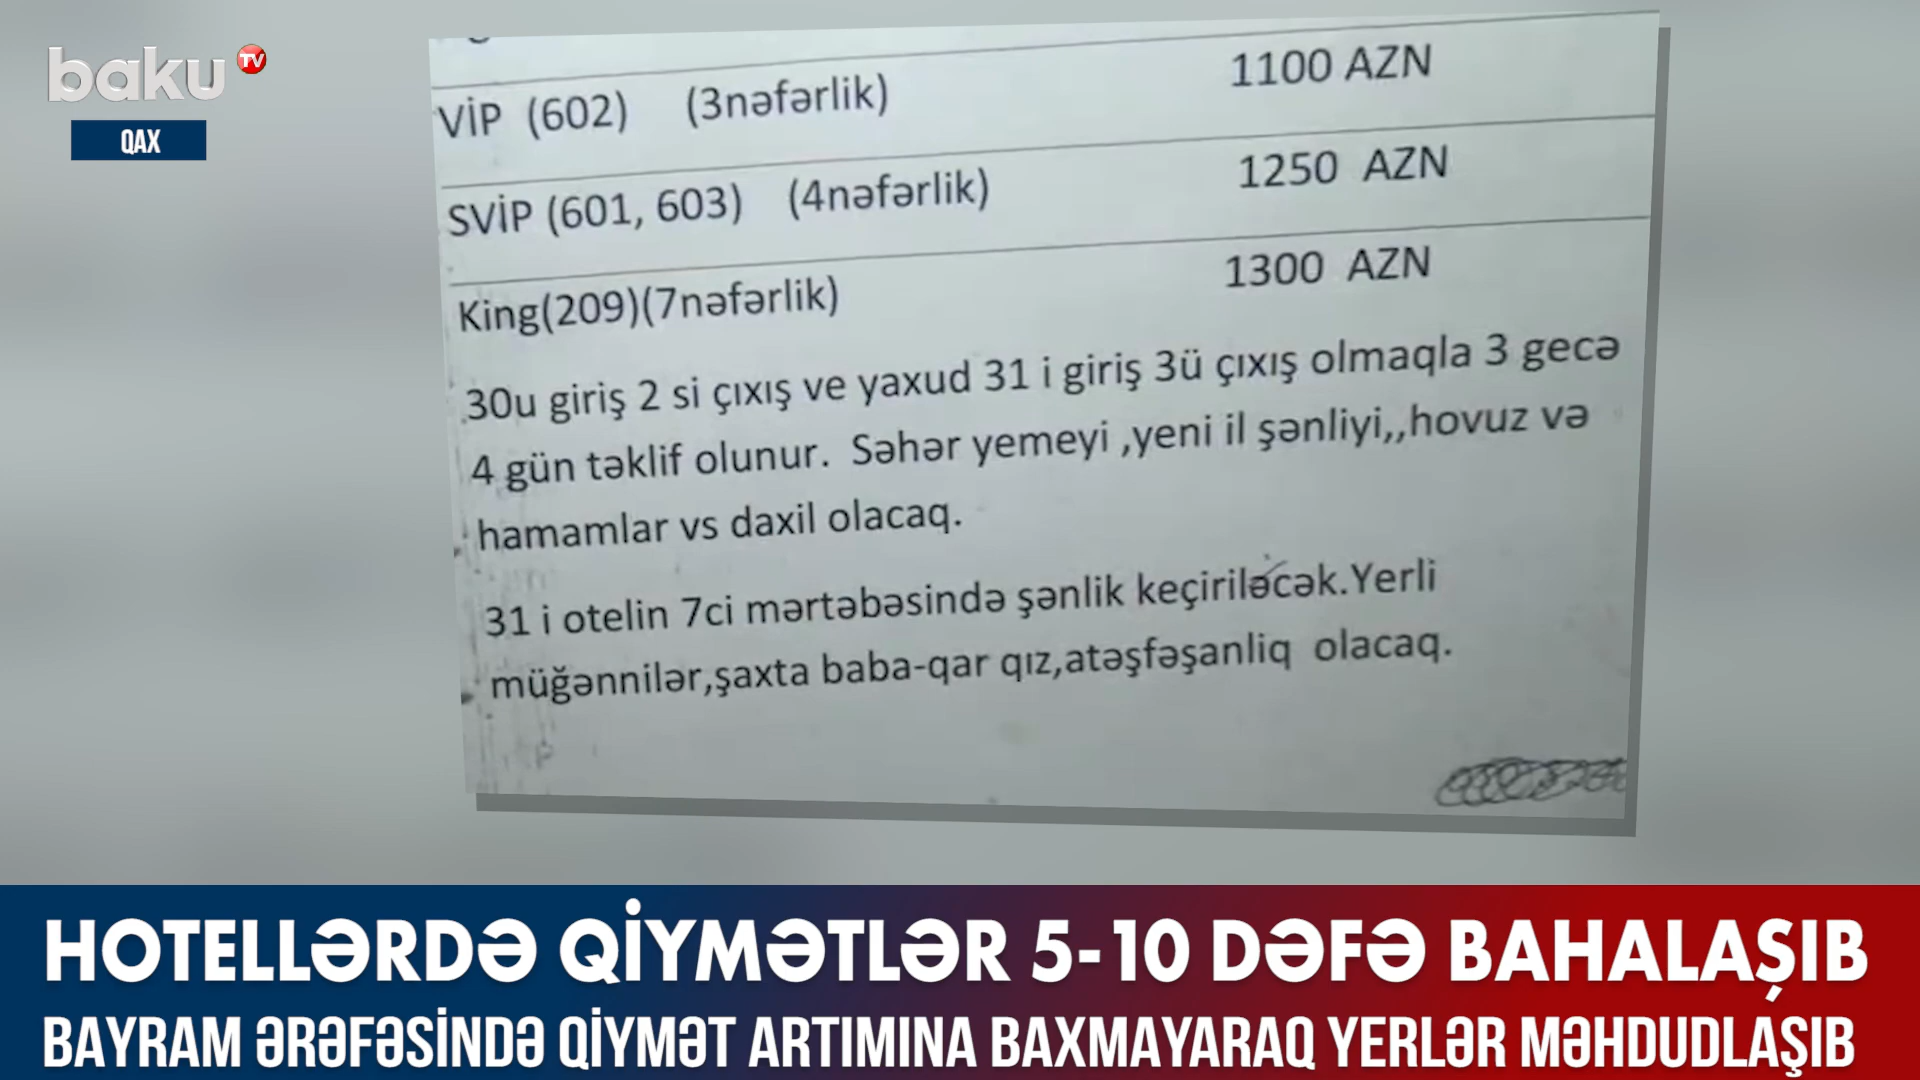 baku TV
QAX
VİP (602) (3nəfərlik) 1100 AZN
SVİP (601, 603) (4nəfərlik) 1250 AZN
King(209)(7nəfərlik) 1300 AZN
30u giriş 2 si çıxış ve yaxud 31 i giriş 3ü çıxış olmaqla 3 gecə
4 gün təklif olunur. Səhər yemeyi ,yeni il şənliyi,,hovuz və
hamamlar vs daxil olacaq.
31 i otelin 7ci mərtəbəsində şənlik keçiriləcək.Yerli
müğənnilər,şaxta baba-qar qız,atəşfəşanliq olacaq.
HOTELLƏRDƏ QİYMƏTLƏR 5-10 DƏFƏ BAHALAŞIB
BAYRAM ƏRƏFƏSİNDƏ QİYMƏT ARTIMINA BAXMAYARAQ YERLƏR MƏHDUDLAŞIB